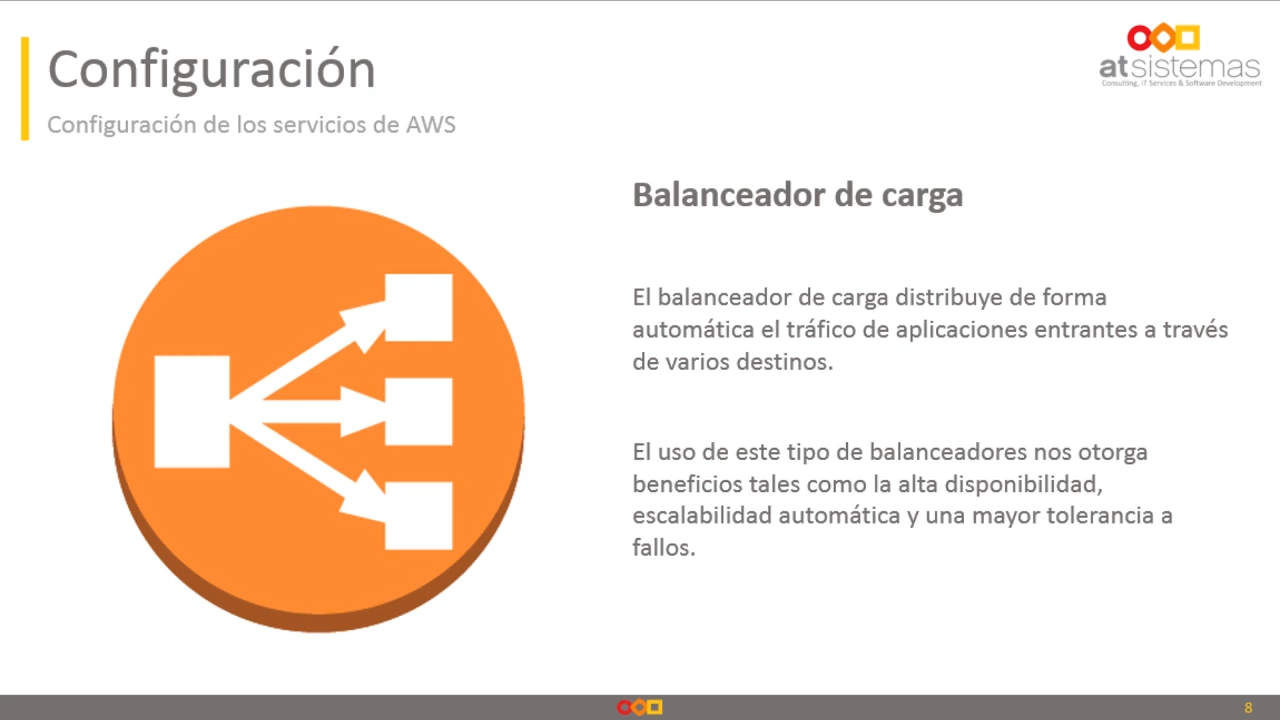 Configuración
Configuración de los servicios de AWS
atsistemas
Consulting, IT Services & Software Development
Balanceador de carga
El balanceador de carga distribuye de forma
automática el tráfico de aplicaciones entrantes a través
de varios destinos.
El uso de este tipo de balanceadores nos otorga
beneficios tales como la alta disponibilidad,
escalabilidad automática y una mayor tolerancia a
fallos.
8